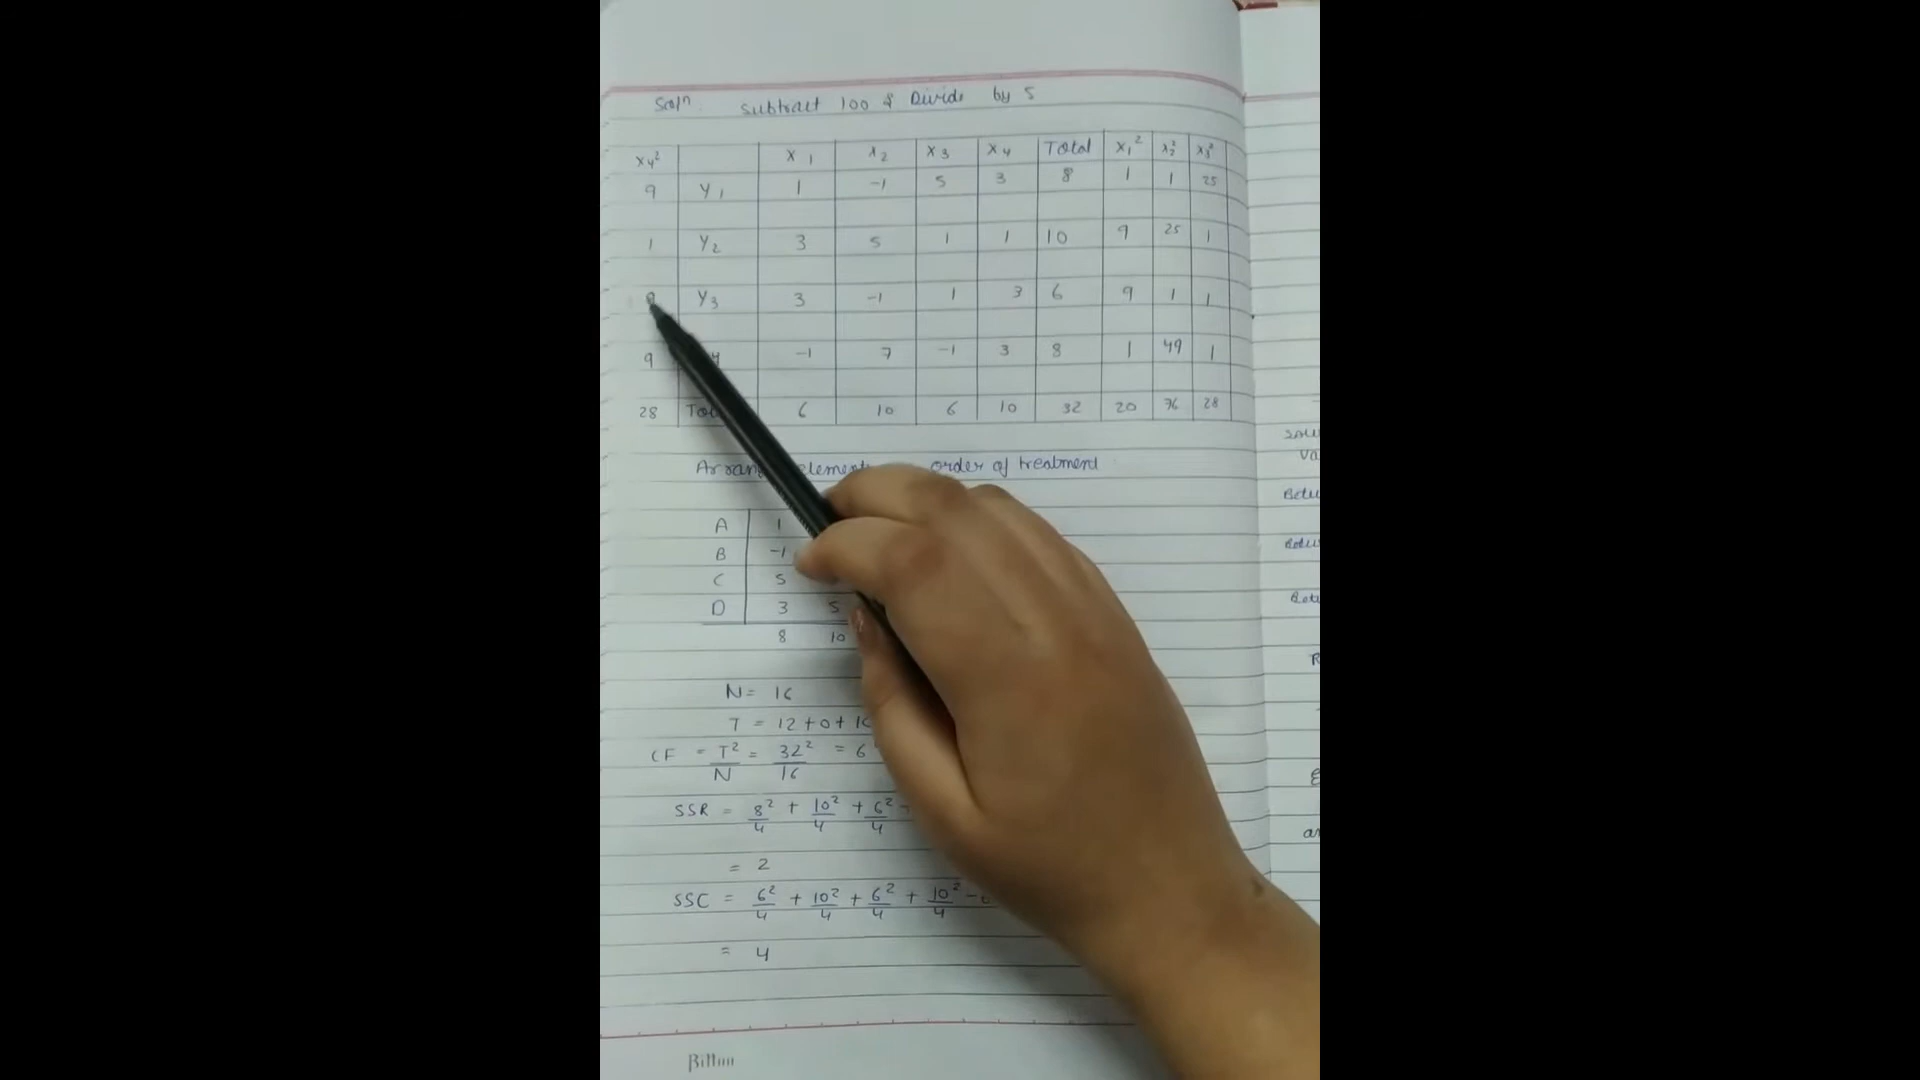 Soln Subtract 100 & Divide by 5
X4² X1 X2 X3 X4 Total X1² X2² X3²
9 Y1 1 -1 5 3 8 1 1 25
1 Y2 3 5 1 1 10 9 25 1
Y3 3 -1 1 3 6 9 1 1
9 -1 7 -1 3 8 1 49 1
28 6 10 6 10 32 20 76 28
order of treatment
A 1
B -1
C 5
D 3 5
8 10
N = 16
T = 12 + 0 +
CF = T²/N = 32²/16 = 6
SSR = 8²/4 + 10²/4 + 6²/4 -
= 2
SSC = 6²/4 + 10²/4 + 6²/4 + 10²/4 -
= 4